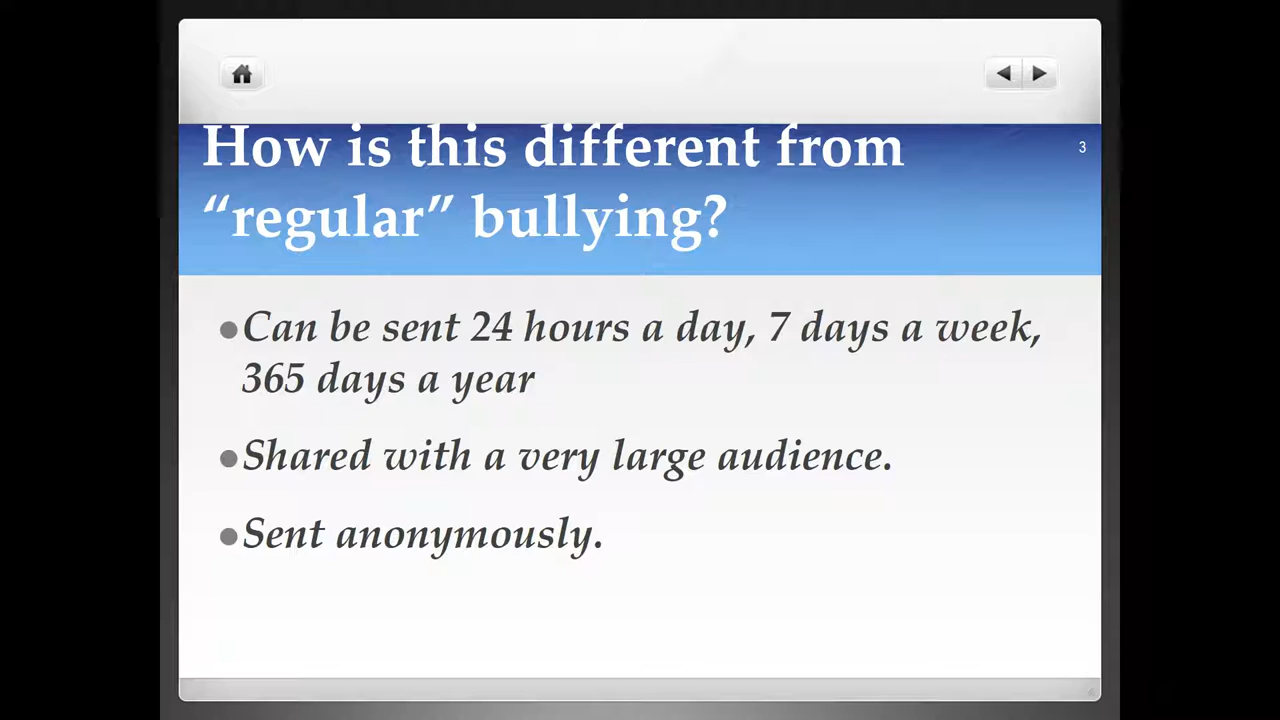 How is this different from
3
“regular” bullying?
●Can be sent 24 hours a day, 7 days a week,
365 days a year
●Shared with a very large audience.
●Sent anonymously.